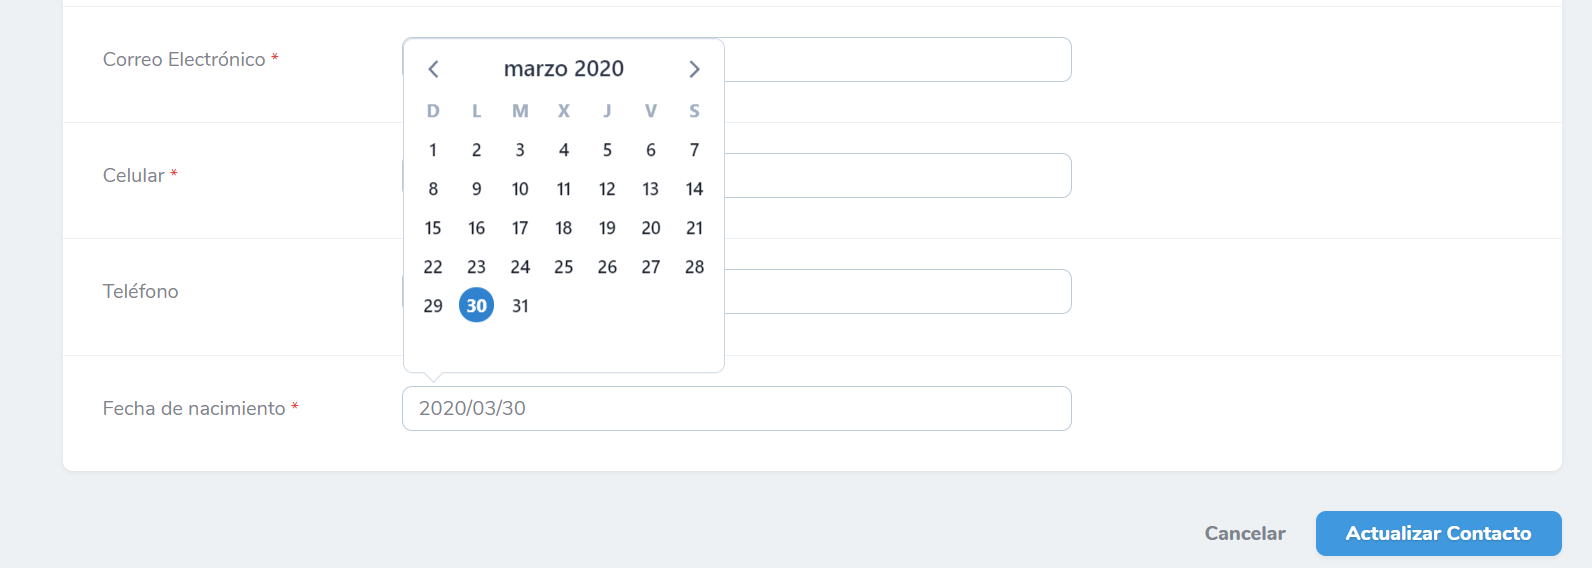 Correo Electrónico *
marzo 2020
D L M X J V S
1 2 3 4 5 6 7
8 9 10 11 12 13 14
15 16 17 18 19 20 21
22 23 24 25 26 27 28
29 30 31
Celular *
Teléfono
Fecha de nacimiento *
2020/03/30
Cancelar
Actualizar Contacto